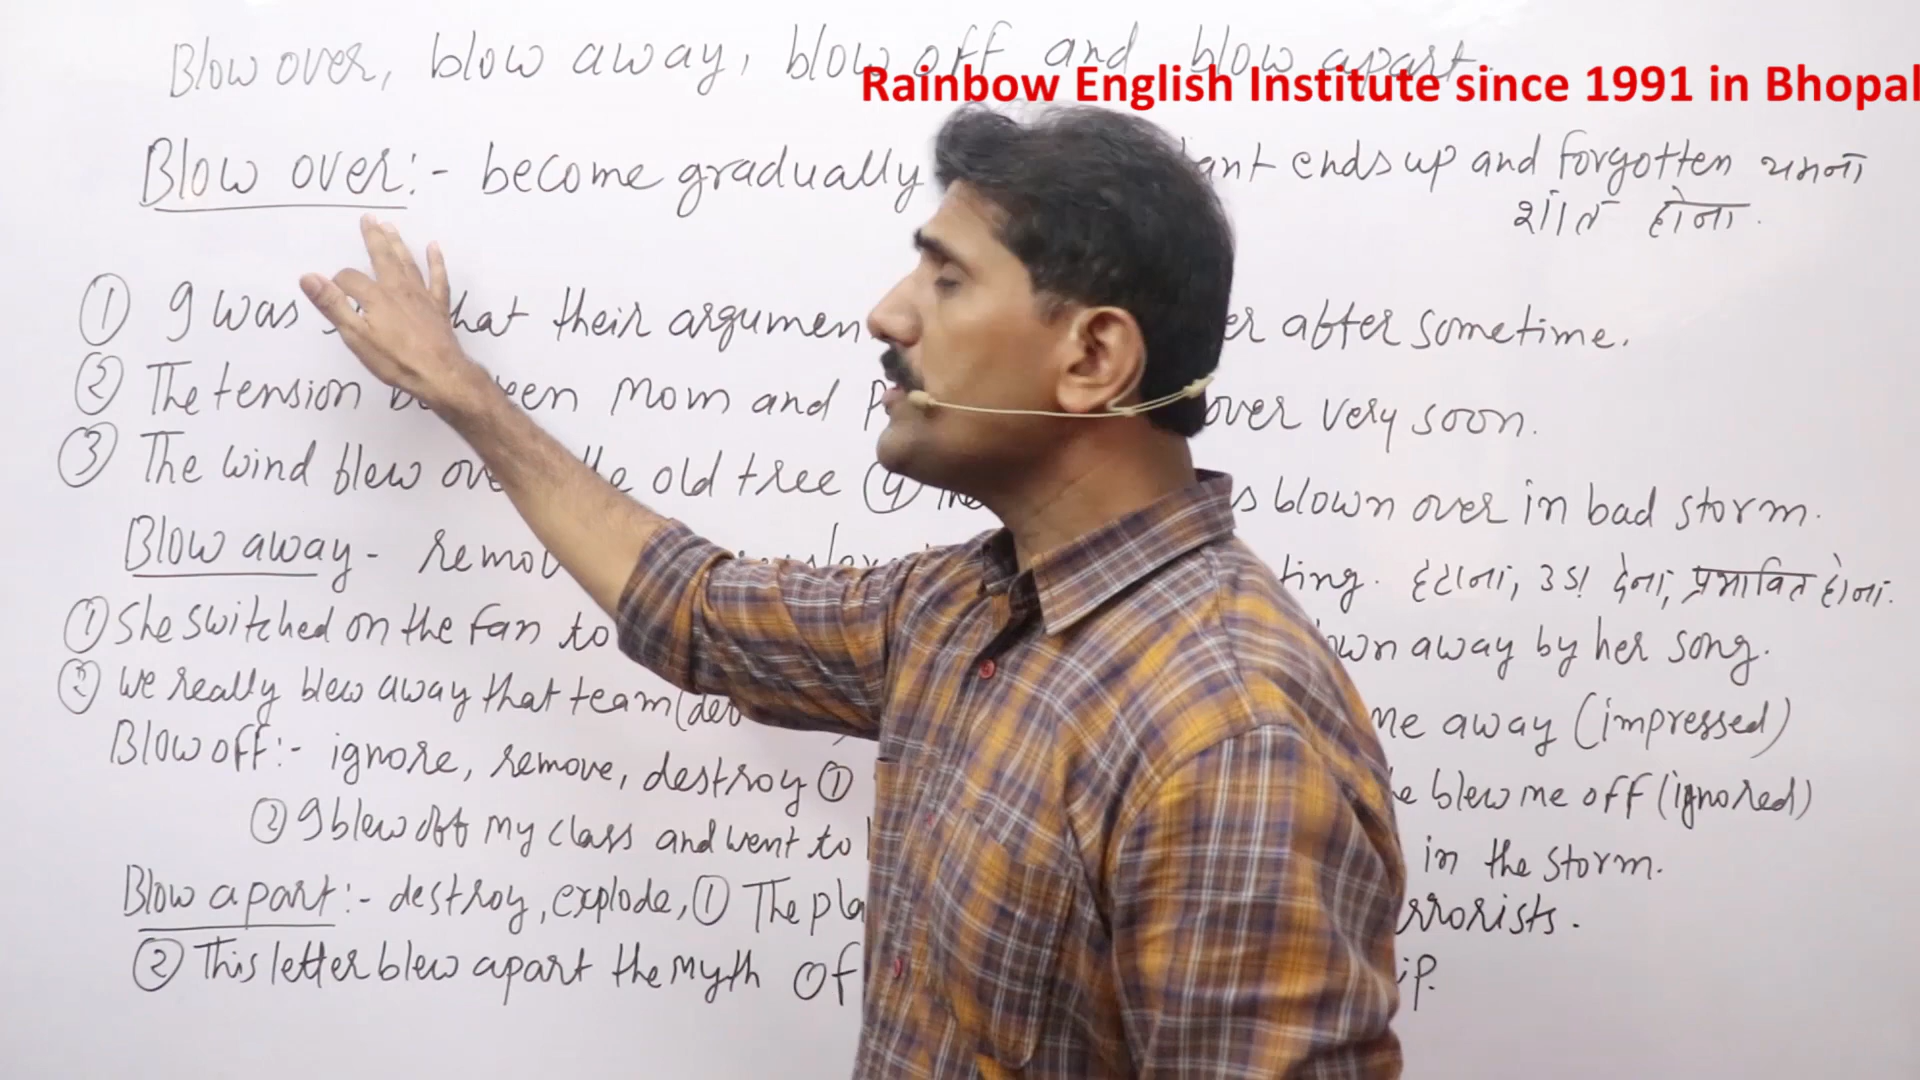 Blow over, blow away, blow off and blow apart.
Rainbow English Institute since 1991 in Bhopal
Blow over:- become gradually ant ends up and forgotten थमना
शांत होना.
① I was that their argumen er after sometime.
② The tension een Mom and over very soon.
③ The wind blew ove e old tree ④ The s blown over in bad storm.
Blow away- remo ting. हटाना, उड़ा देना, प्रभावित होना.
① She switched on the fan to own away by her song.
② we really blew away that team (de me away (impressed)
Blow off:- ignore, remove, destroy ① e blew me off (ignored)
② I blew off my class and went to in the storm.
Blow apart:- destroy, explode, ① The pla rrorists.
② This letter blew apart the myth of ip.